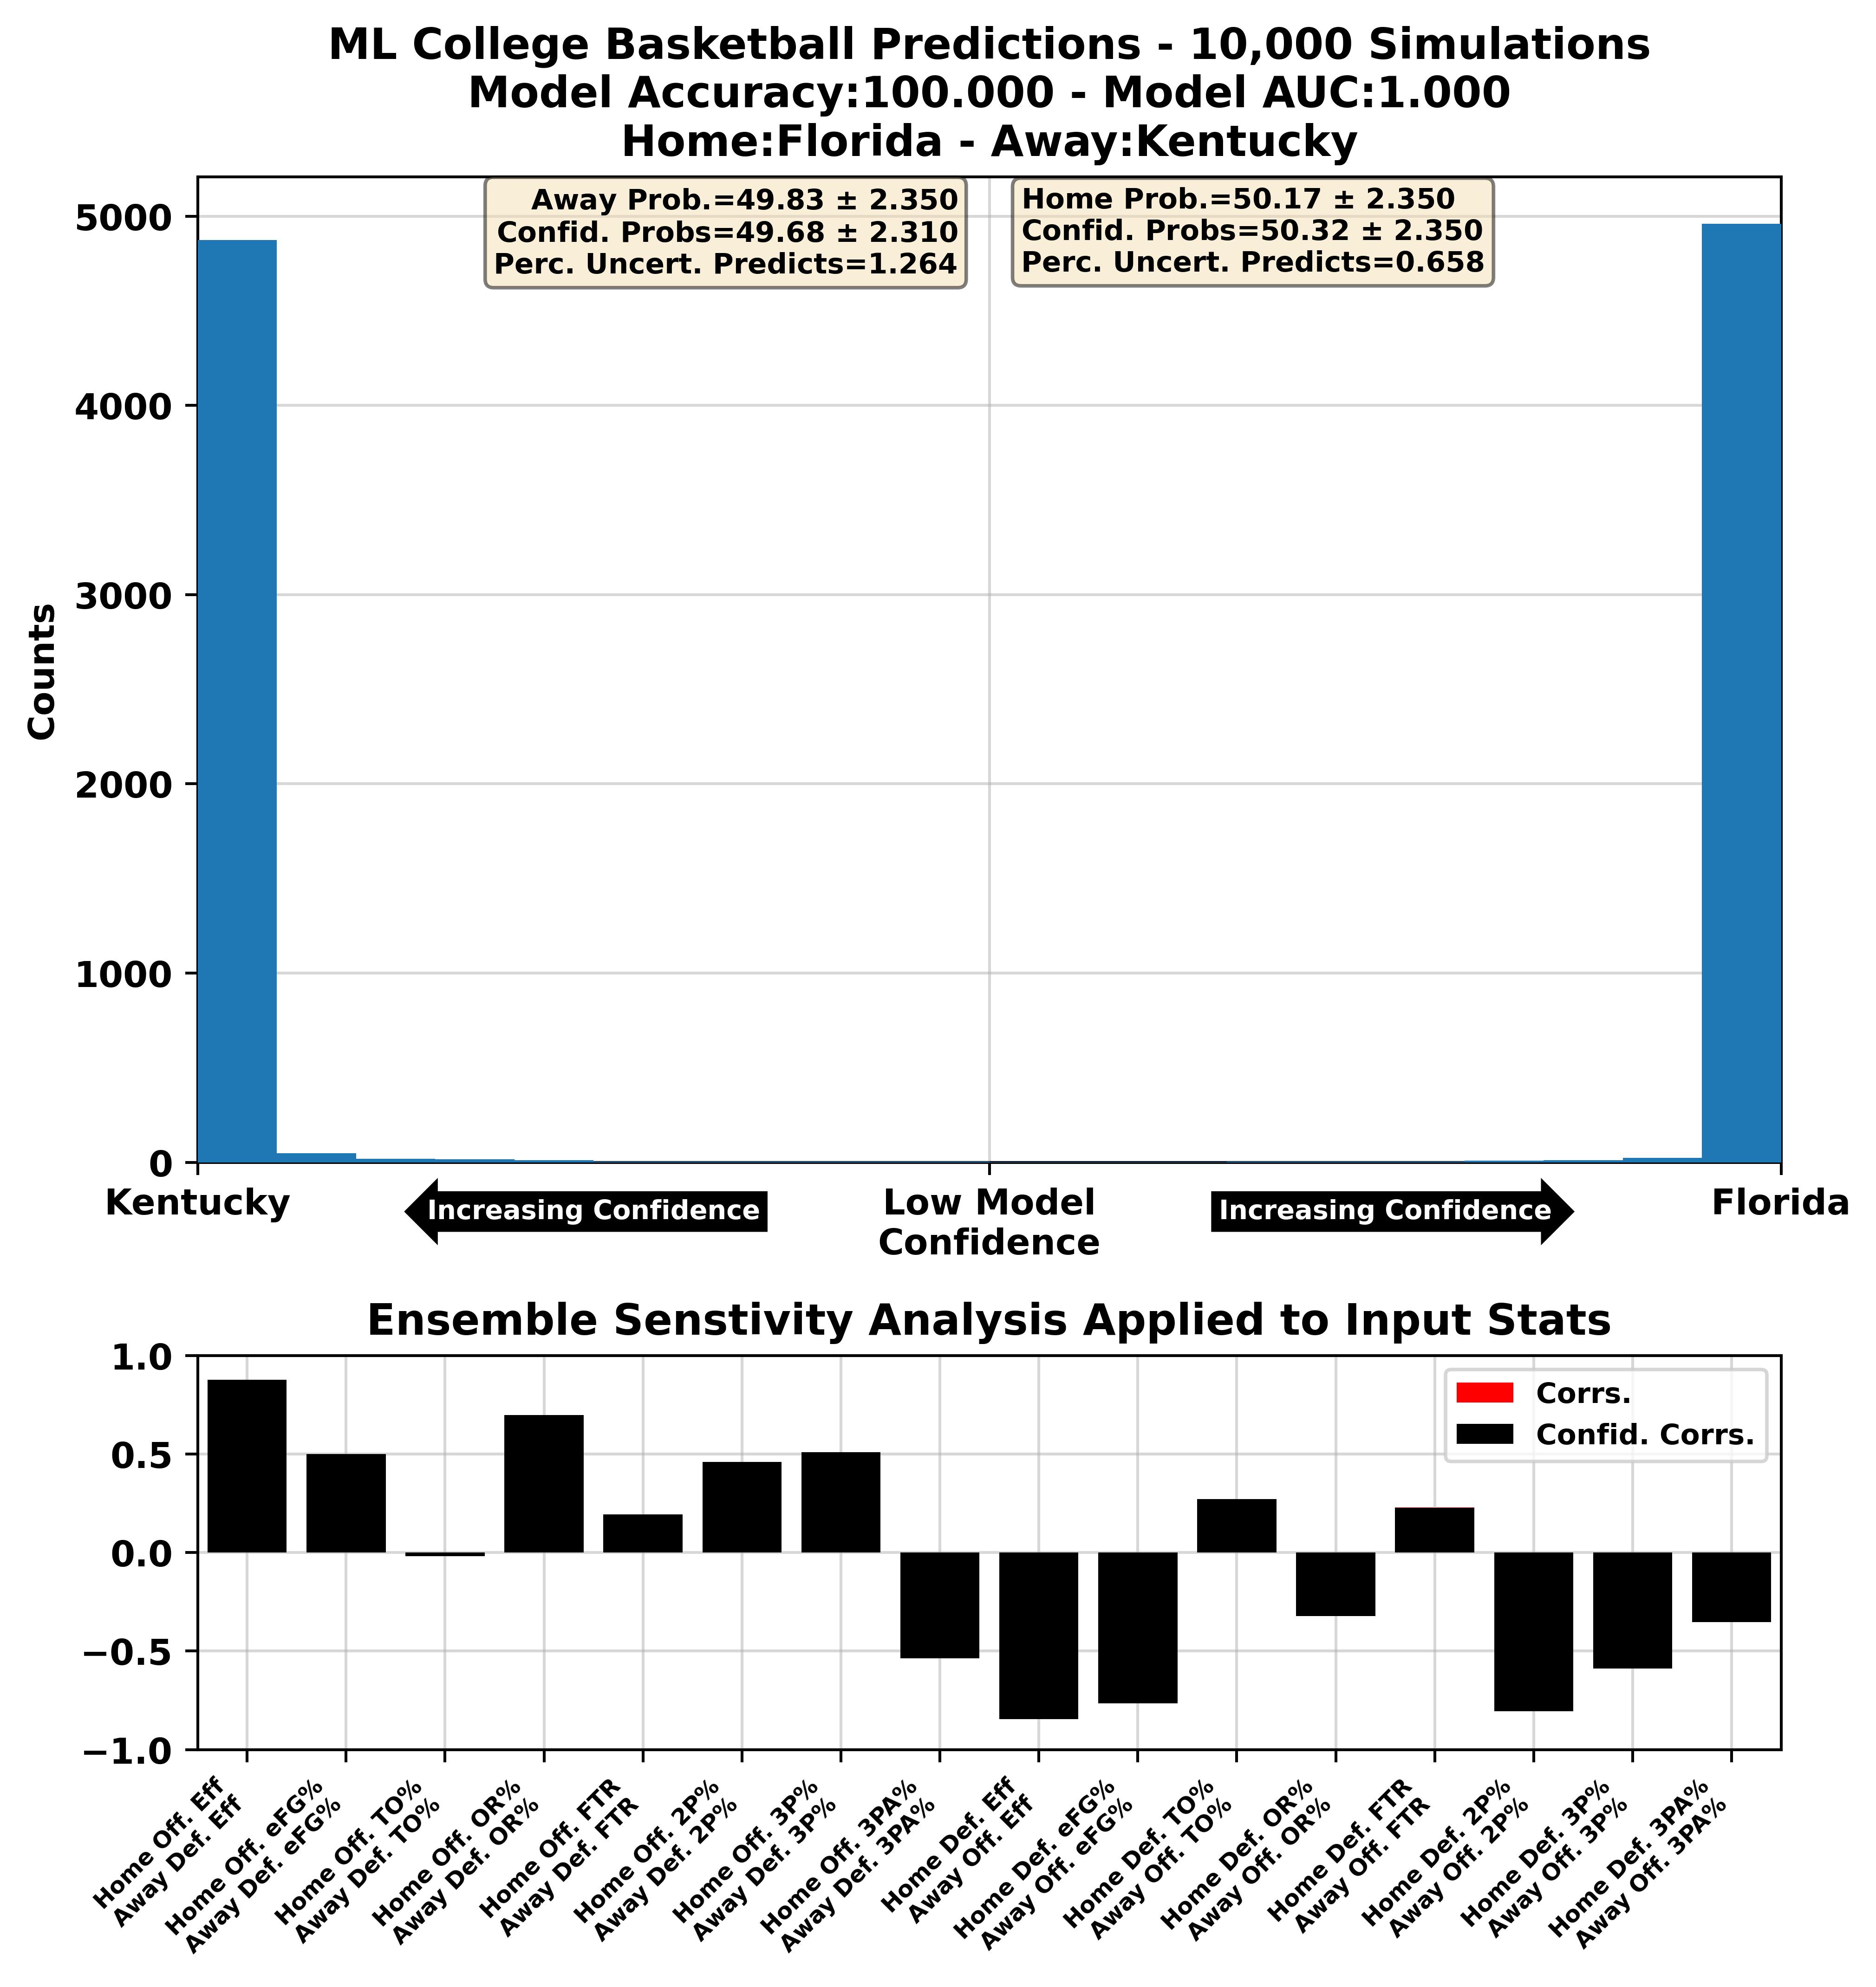 ML College Basketball Predictions - 10,000 Simulations
Model Accuracy:100.000 - Model AUC:1.000
Home:Florida - Away:Kentucky
Away Prob.=49.83 ± 2.350
Confid. Probs=49.68 ± 2.310
Perc. Uncert. Predicts=1.264
Home Prob.=50.17 ± 2.350
Confid. Probs=50.32 ± 2.350
Perc. Uncert. Predicts=0.658
5000
4000
3000
2000
1000
0
Counts
Kentucky
Increasing Confidence
Low Model
Confidence
Increasing Confidence
Florida
Ensemble Senstivity Analysis Applied to Input Stats
1.0
0.5
0.0
−0.5
−1.0
Corrs.
Confid. Corrs.
Home Off. Eff
Away Def. Eff
Home Off. eFG%
Away Def. eFG%
Home Off. TO%
Away Def. TO%
Home Off. OR%
Away Def. OR%
Home Off. FTR
Away Def. FTR
Home Off. 2P%
Away Def. 2P%
Home Off. 3P%
Away Def. 3P%
Home Off. 3PA%
Away Def. 3PA%
Home Def. Eff
Away Off. Eff
Home Def. eFG%
Away Off. eFG%
Home Def. TO%
Away Off. TO%
Home Def. OR%
Away Off. OR%
Home Def. FTR
Away Off. FTR
Home Def. 2P%
Away Off. 2P%
Home Def. 3P%
Away Off. 3P%
Home Def. 3PA%
Away Off. 3PA%